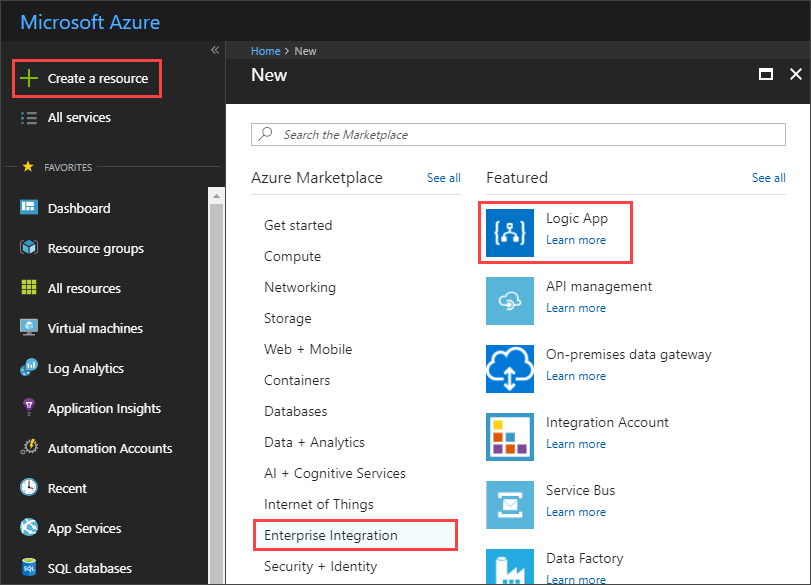 Microsoft Azure
«
Create a resource
All services
FAVORITES
Dashboard
Resource groups
All resources
Virtual machines
Log Analytics
Application Insights
Automation Accounts
Recent
App Services
SQL
SQL databases
Home > New
New
Search the Marketplace
Azure Marketplace
See all
Get started
Compute
Networking
Storage
Web + Mobile
Containers
Databases
Data + Analytics
AI + Cognitive Services
Internet of Things
Enterprise Integration
Security + Identity
Featured
See all
Logic App
Learn more
API management
Learn more
On-premises data gateway
Learn more
Integration Account
Learn more
Service Bus
Learn more
Data Factory
Learn more